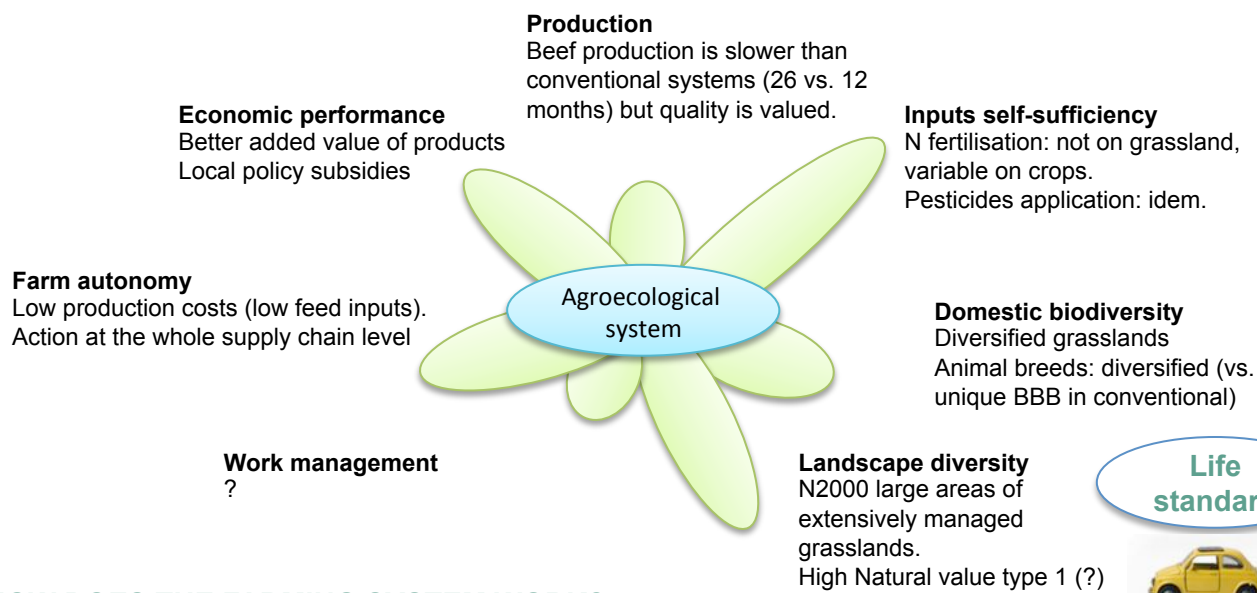 Production
Beef production is slower than
conventional systems (26 vs. 12
months) but quality is valued.
Economic performance
Better added value of products
Local policy subsidies
Inputs self-sufficiency
N fertilisation: not on grassland,
variable on crops.
Pesticides application: idem.
Farm autonomy
Low production costs (low feed inputs).
Action at the whole supply chain level
Agroecological
system
Domestic biodiversity
Diversified grasslands
Animal breeds: diversified (vs.
unique BBB in conventional)
Work management
?
Landscape diversity
N2000 large areas of
extensively managed
grasslands.
High Natural value type 1 (?)
Life
standar